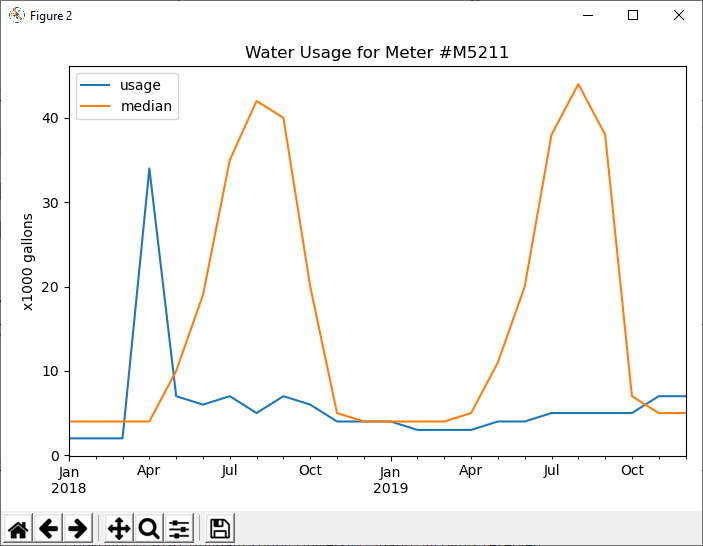 Figure 2
Water Usage for Meter #M5211
usage
median
x1000 gallons
40
30
20
10
0
Jan Apr Jul Oct Jan Apr Jul Oct
2018 2019